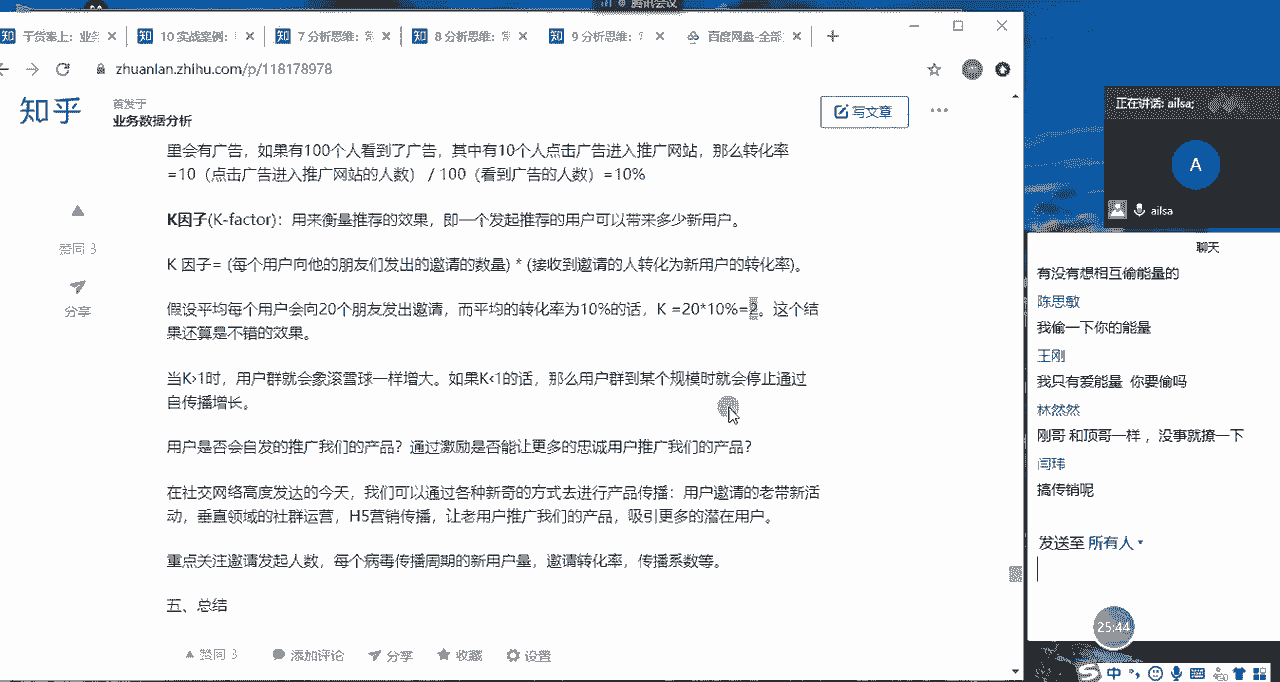 腾讯会议
干货案上：业务
10 实战案例：
7 分析思维：
8 分析思维：
9 分析思维：
百度网盘-全部
zhuanlan.zhihu.com/p/118178978
知乎
首发于
业务数据分析
写文章
里会有广告，如果有100个人看到了广告，其中有10个人点击广告进入推广网站，那么转化率
=10（点击广告进入推广网站的人数） / 100（看到广告的人数）=10%
K因子(K-factor)：用来衡量推荐的效果，即一个发起推荐的用户可以带来多少新用户。
K 因子= (每个用户向他的朋友们发出的邀请的数量) * (接收到邀请的人转化为新用户的转化率)。
假设平均每个用户会向20个朋友发出邀请，而平均的转化率为10%的话，K =20*10%=2。这个结
果还算是不错的效果。
当K>1时，用户群就会象滚雪球一样增大。如果K<1的话，那么用户群到某个规模时就会停止通过
自传播增长。
用户是否会自发的推广我们的产品？通过激励是否能让更多的忠诚用户推广我们的产品？
在社交网络高度发达的今天，我们可以通过各种新奇的方式去进行产品传播：用户邀请的老带新活
动，垂直领域的社群运营，H5营销传播，让老用户推广我们的产品，吸引更多的潜在用户。
重点关注邀请发起人数，每个病毒传播周期的新用户量，邀请转化率，传播系数等。
五、总结
赞同 3
分享
赞同 3
添加评论
分享
收藏
设置
正在讲话: ailsa;
A
ailsa
聊天
有没有想相互偷能量的
陈思敏
我偷一下你的能量
王刚
我只有爱能量 你要偷吗
林然然
刚哥 和顶哥一样 ，没事就撩一下
闫玮
搞传销呢
发送至 所有人
25:44
中